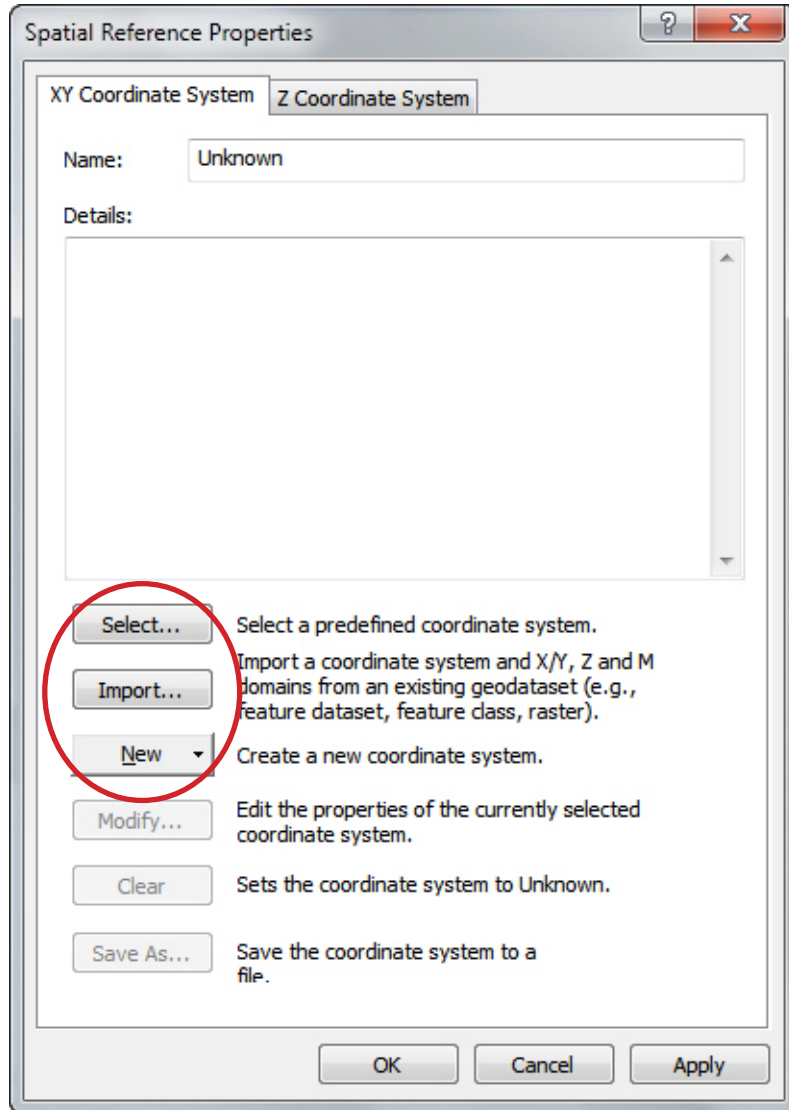 Spatial Reference Properties
?
X
XY Coordinate System
Z Coordinate System
Name:
Unknown
Details:
Select...
Select a predefined coordinate system.
Import...
Import a coordinate system and X/Y, Z and M
domains from an existing geodataset (e.g.,
feature dataset, feature class, raster).
New
Create a new coordinate system.
Modify...
Edit the properties of the currently selected
coordinate system.
Clear
Sets the coordinate system to Unknown.
Save As...
Save the coordinate system to a
file.
OK
Cancel
Apply